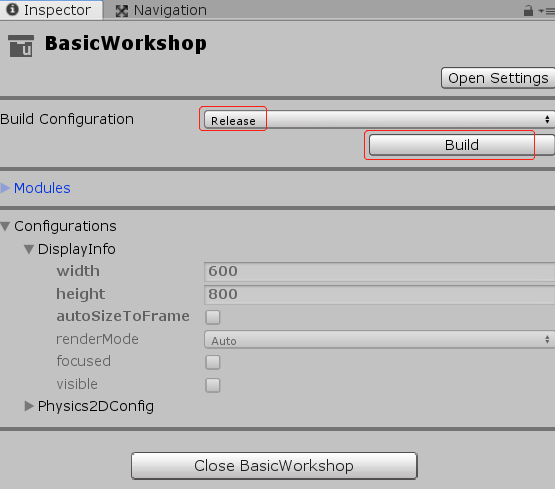 Inspector
Navigation
BasicWorkshop
Open Settings
Build Configuration
Release
Build
Modules
Configurations
DisplayInfo
width 600
height 800
autoSizeToFrame
renderMode Auto
focused
visible
Physics2DConfig
Close BasicWorkshop